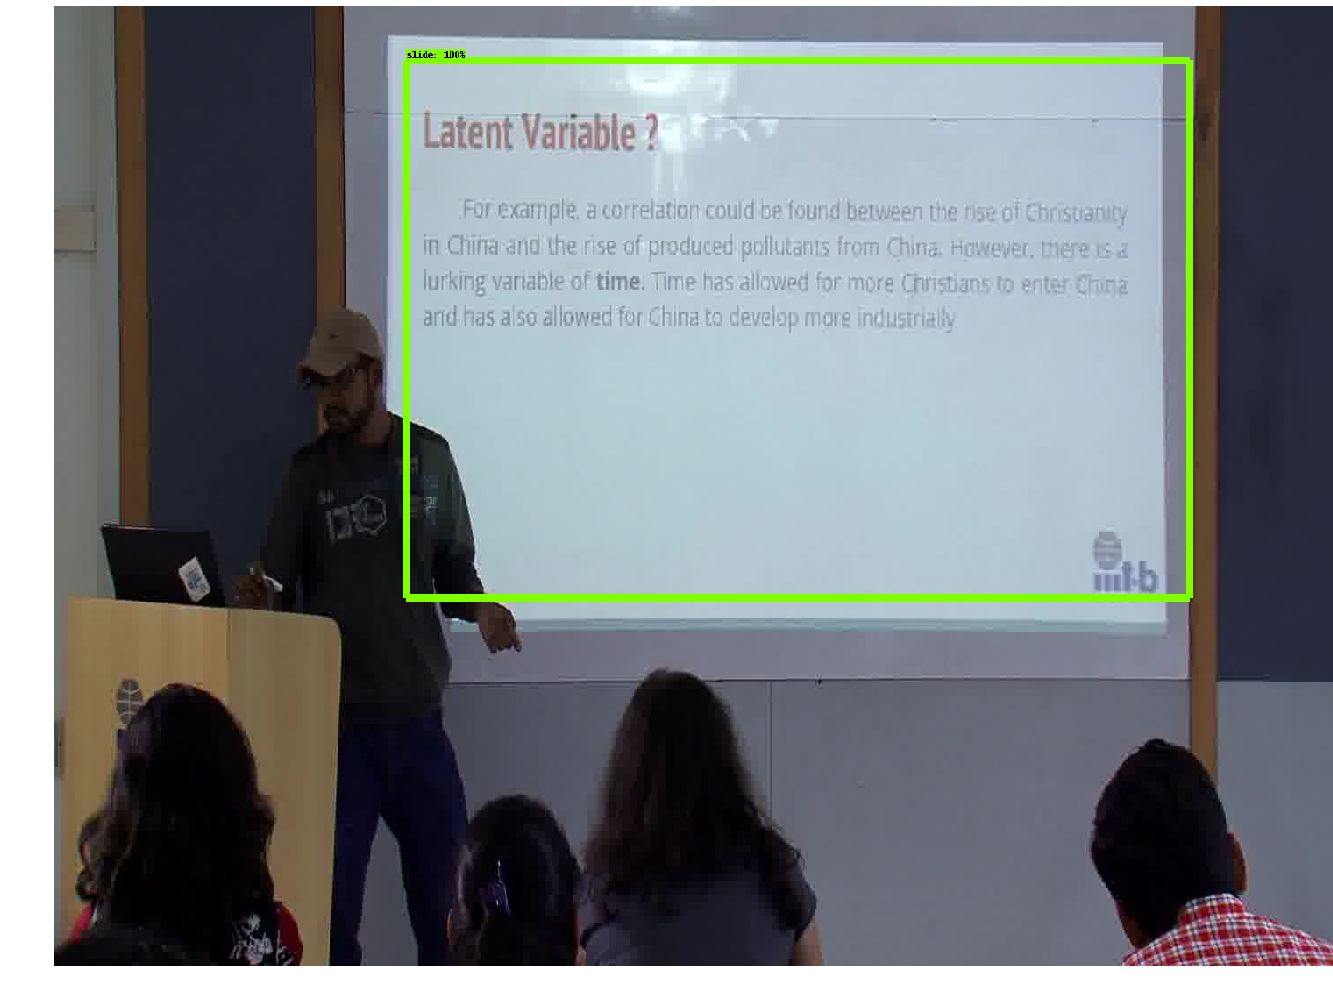 slide: 100%
Latent Variable ?
For example, a correlation could be found between the rise of Christianity
in China and the rise of produced pollutants from China. However, there is a
lurking variable of time. Time has allowed for more Christians to enter China
and has also allowed for China to develop more industrially
iiit-b